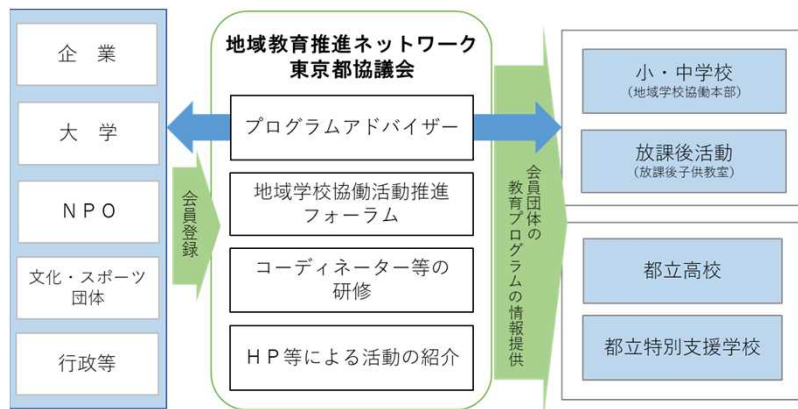 企　業
大　学
ＮＰＯ
文化・スポーツ
団体
行政等
会員登録
地域教育推進ネットワーク
東京都協議会
プログラムアドバイザー
地域学校協働活動推進
フォーラム
コーディネーター等の
研修
ＨＰ等による活動の紹介
会員団体の
教育プログラムの情報提供
小・中学校
（地域学校協働本部）
放課後活動
（放課後子供教室）
都立高校
都立特別支援学校